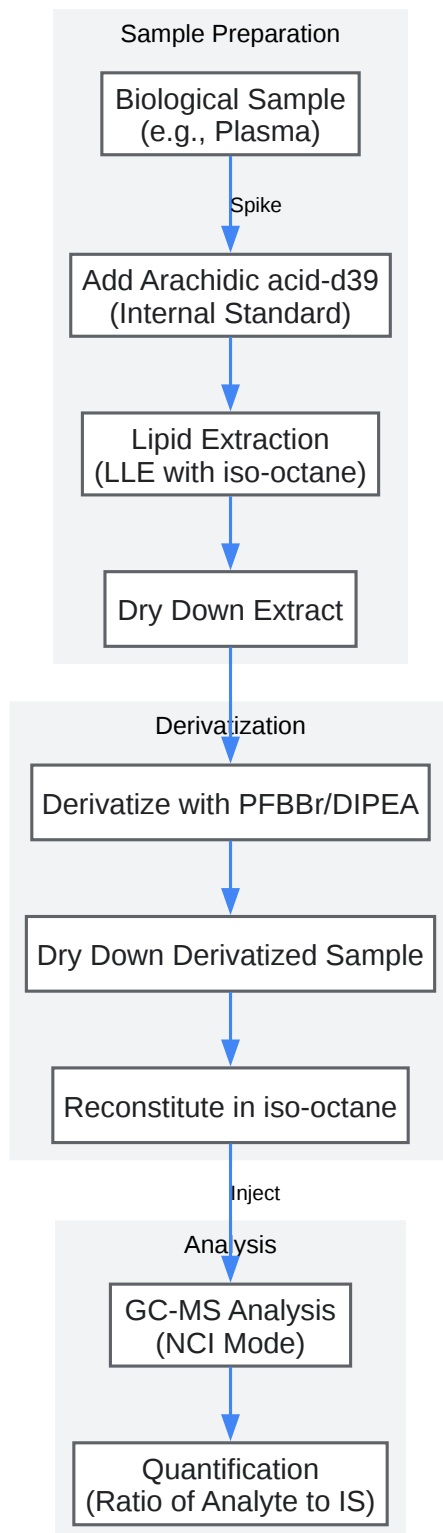 Sample Preparation
Biological Sample
(e.g., Plasma)
Spike
Add Arachidic acid-d39
(Internal Standard)
Lipid Extraction
(LLE with iso-octane)
Dry Down Extract
Derivatization
Derivatize with PFBBr/DIPEA
Dry Down Derivatized Sample
Reconstitute in iso-octane
Inject
Analysis
GC-MS Analysis
(NCI Mode)
Quantification
(Ratio of Analyte to IS)